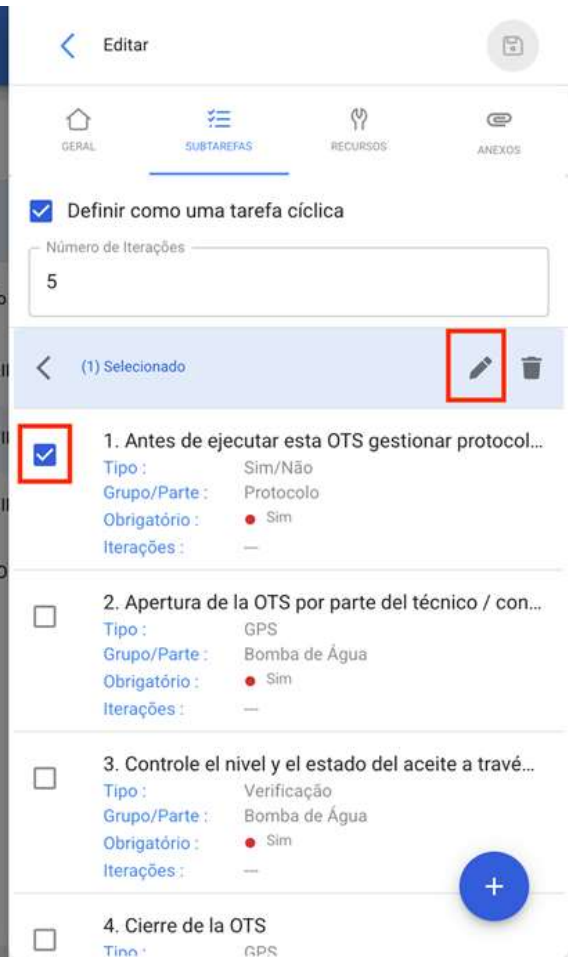 Editar
GERAL SUBTAREFAS RECURSOS ANEXOS
Definir como uma tarefa cíclica
Número de Iterações
5
(1) Selecionado
1. Antes de ejecutar esta OTS gestionar protocol...
Tipo : Sim/Não
Grupo/Parte : Protocolo
Obrigatório : Sim
Iterações : —
2. Apertura de la OTS por parte del técnico / con...
Tipo : GPS
Grupo/Parte : Bomba de Água
Obrigatório : Sim
Iterações : —
3. Controle el nivel y el estado del aceite a travé...
Tipo : Verificação
Grupo/Parte : Bomba de Água
Obrigatório : Sim
Iterações : —
4. Cierre de la OTS
Tipo : GPS